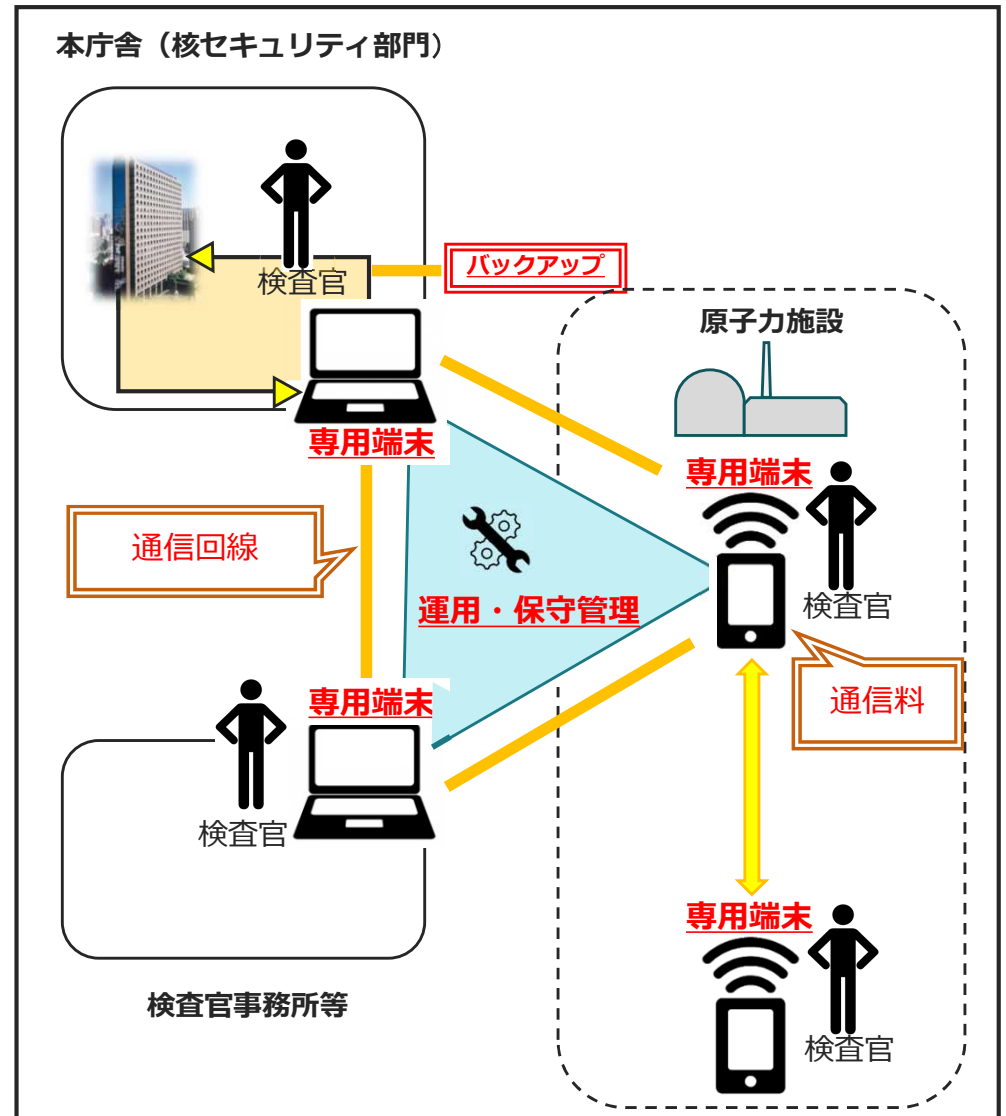 本庁舎（核セキュリティ部門）
検査官
バックアップ
専用端末
原子力施設
専用端末
検査官
通信回線
運用・保守管理
通信料
専用端末
検査官
検査官事務所等
専用端末
検査官